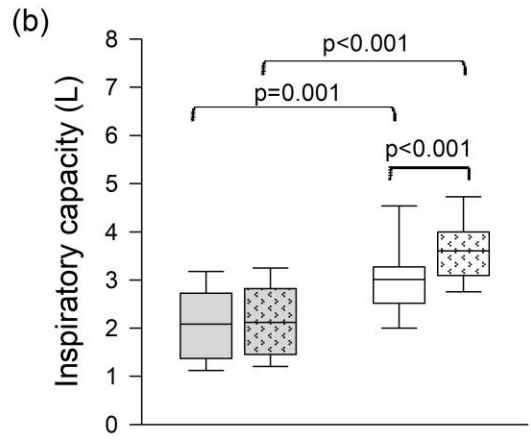 (b)
Inspiratory capacity (L)
8
7
6
5
4
3
2
1
0
p<0.001
p=0.001
p<0.001